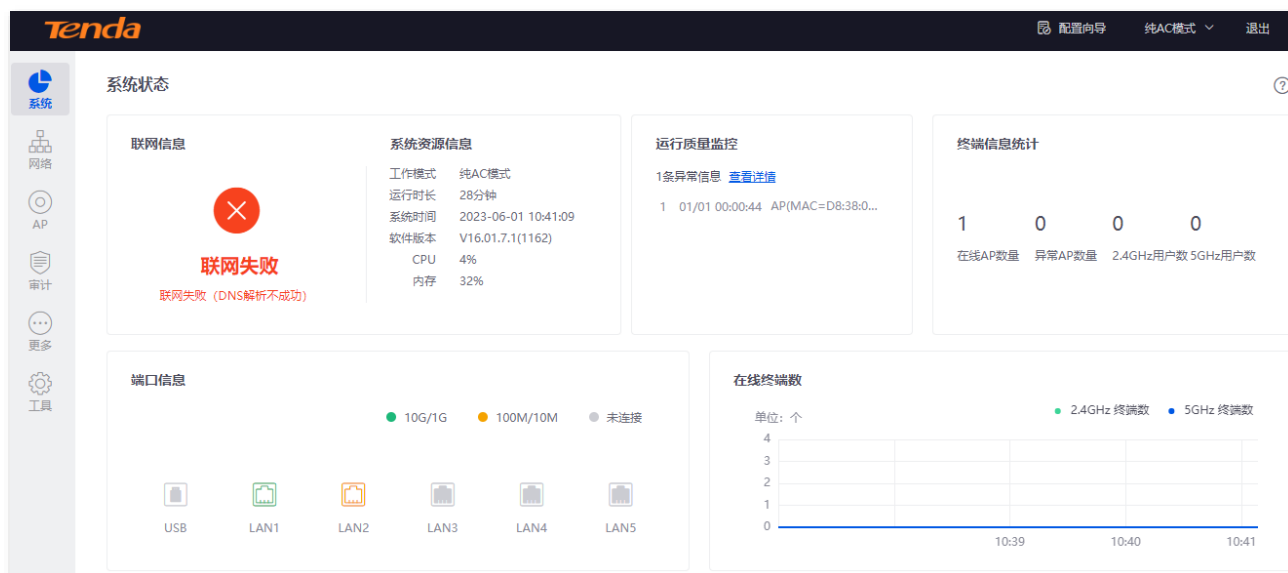 Tenda
配置向导 纯AC模式 退出
系统
网络
AP
审计
更多
工具
系统状态
?
联网信息
联网失败
联网失败（DNS解析不成功）
系统资源信息
工作模式 纯AC模式
运行时长 28分钟
系统时间 2023-06-01 10:41:09
软件版本 V16.01.7.1(1162)
CPU 4%
内存 32%
运行质量监控
1条异常信息 查看详情
1 01/01 00:00:44 AP(MAC=D8:38:0...
终端信息统计
1 0 0 0
在线AP数量 异常AP数量 2.4GHz用户数 5GHz用户数
端口信息
10G/1G 100M/10M 未连接
USB LAN1 LAN2 LAN3 LAN4 LAN5
在线终端数
单位：个 2.4GHz 终端数 5GHz 终端数
4
3
2
1
0
10:39 10:40 10:41